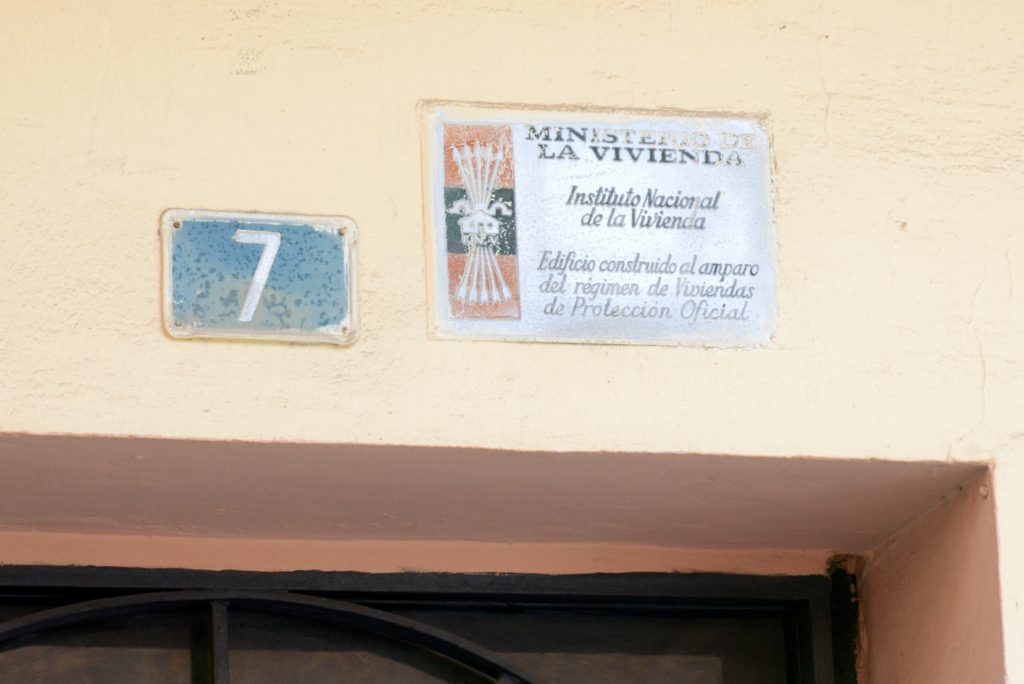 7
MINISTERIO DE
LA VIVIENDA
Instituto Nacional
de la Vivienda
Edificio construido al amparo
del régimen de Viviendas
de Protección Oficial